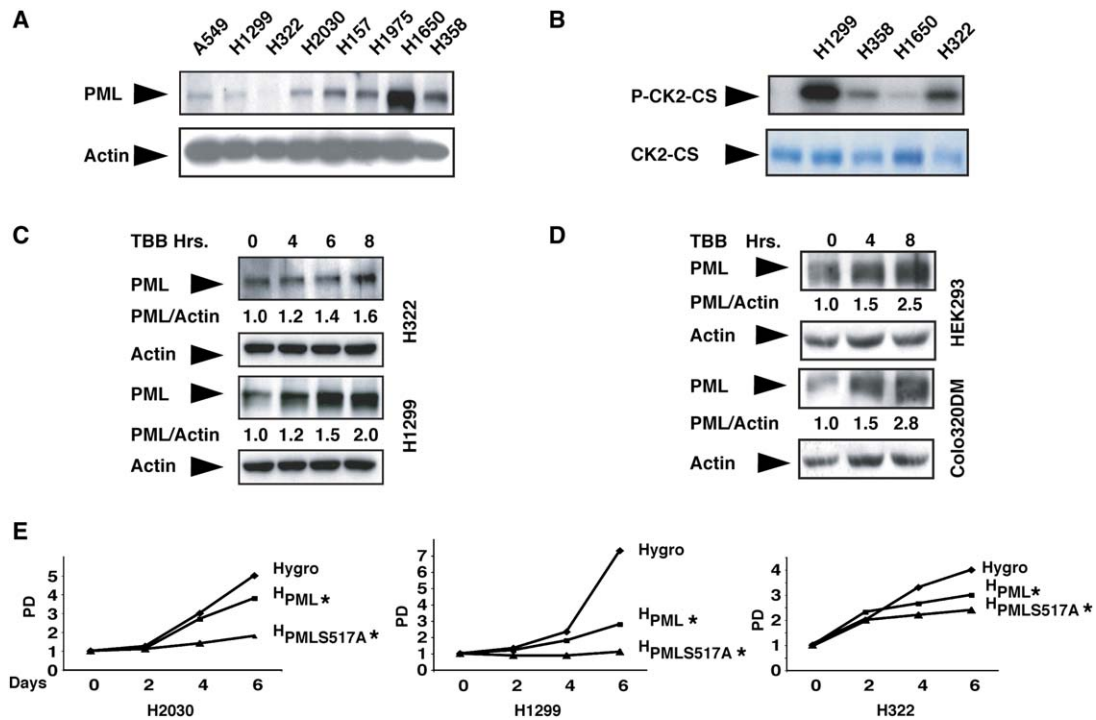 A
A549 H1299 H322 H2030 H157 H1975 H1650 H358
PML
Actin
B
H1299 H358 H1650 H322
P-CK2-CS
CK2-CS
C
TBB Hrs. 0 4 6 8
PML
PML/Actin 1.0 1.2 1.4 1.6
Actin
H322
PML
PML/Actin 1.0 1.2 1.5 2.0
Actin
H1299
D
TBB Hrs. 0 4 8
PML
PML/Actin 1.0 1.5 2.5
Actin
HEK293
PML
PML/Actin 1.0 1.5 2.8
Actin
Colo320DM
E
PD
5
4
3
2
1
0
Hygro
HPML*
HPMLS517A*
Days 0 2 4 6
H2030
PD
7
6
5
4
3
2
1
0
Hygro
HPML *
HPMLS517A*
0 2 4 6
H1299
PD
4
3
2
1
0
Hygro
HPML*
HPMLS517A*
0 2 4 6
H322